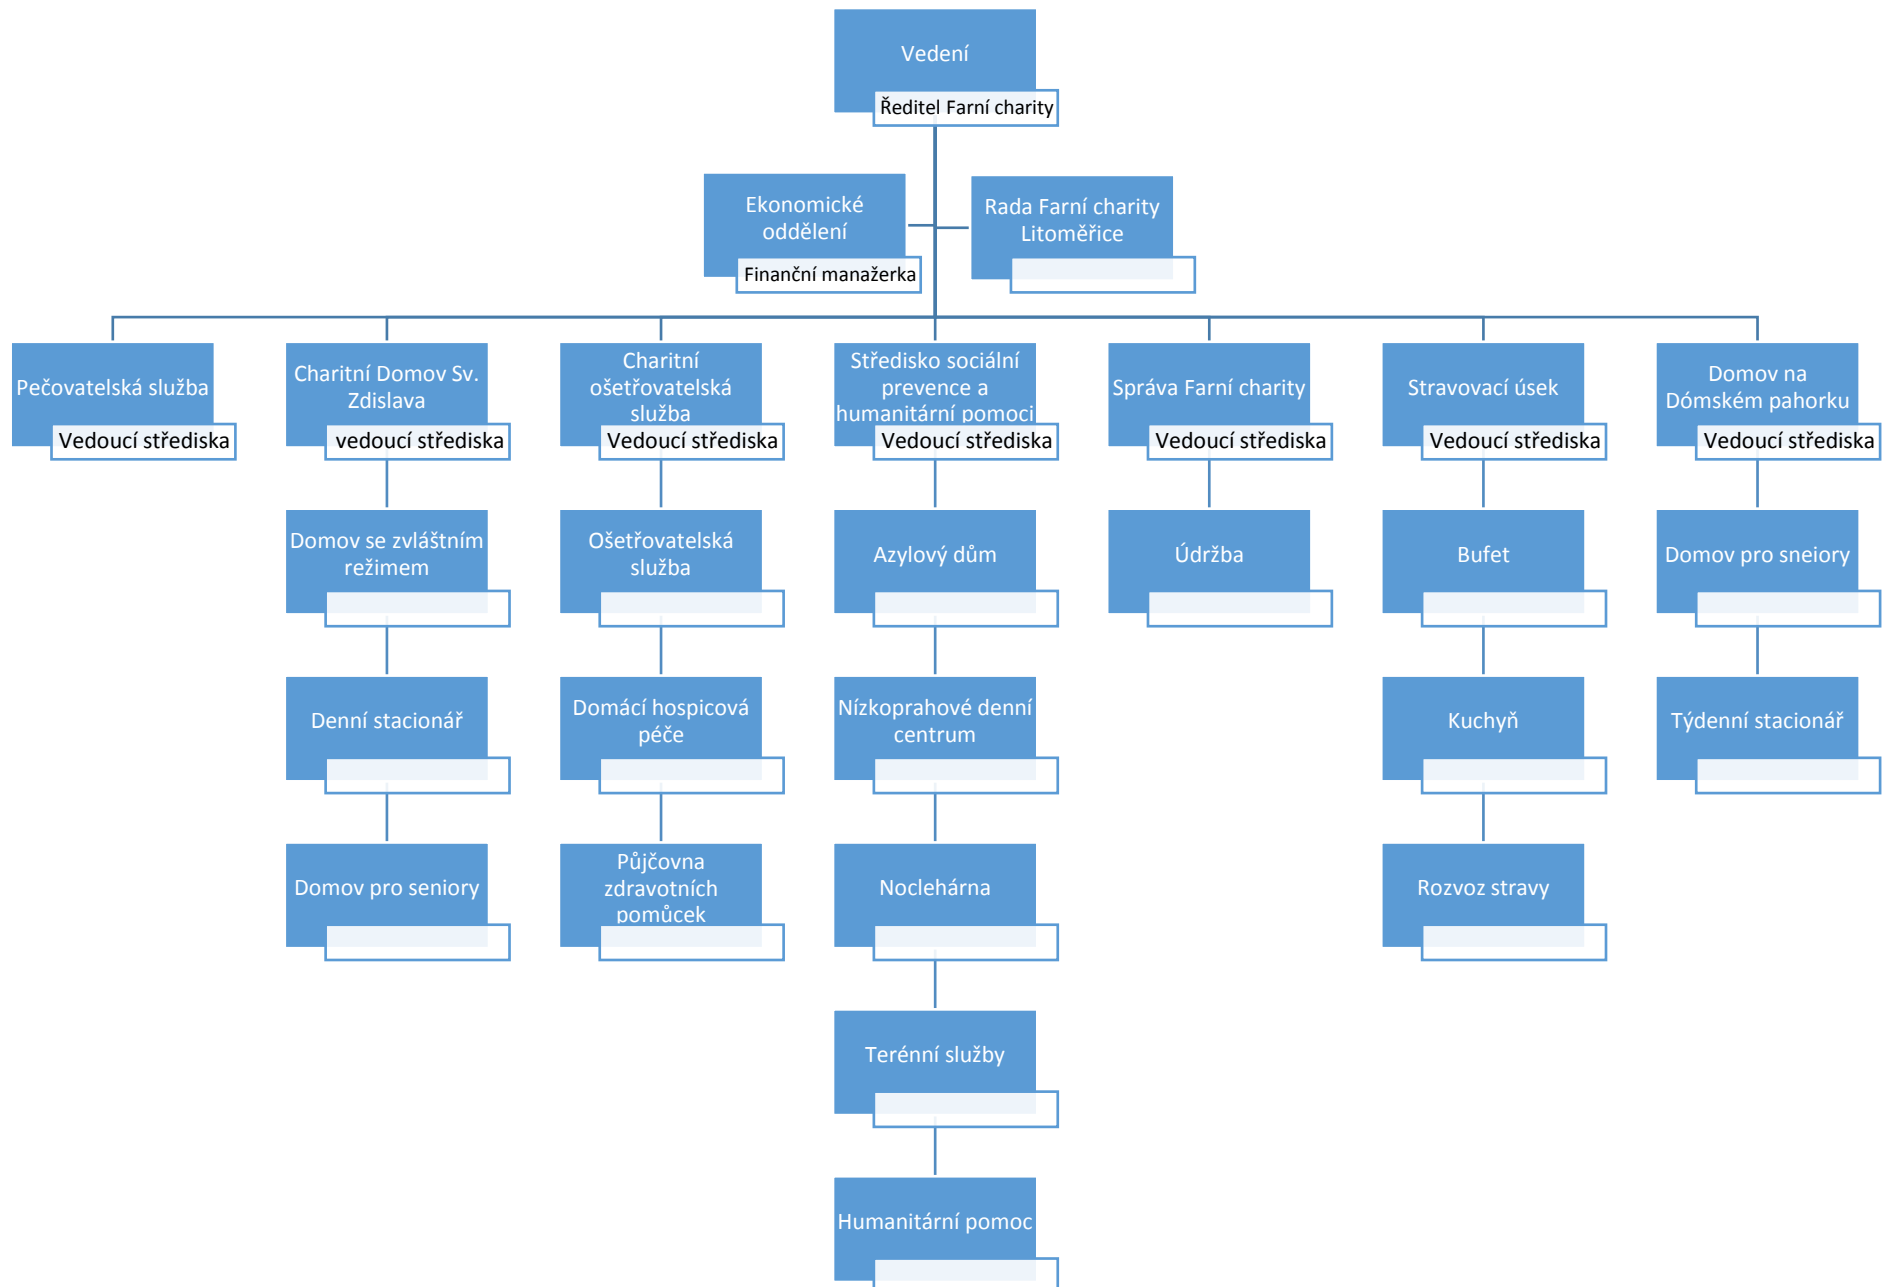 Vedení
Ředitel Farní charity
Ekonomické
oddělení
Finanční manažerka
Rada Farní charity
Litoměřice
Pečovatelská služba
Vedoucí střediska
Charitní Domov Sv.
Zdislava
vedoucí střediska
Charitní
ošetřovatelská
služba
Vedoucí střediska
Středisko sociální
prevence a
humanitární pomoci
Vedoucí střediska
Správa Farní charity
Vedoucí střediska
Stravovací úsek
Vedoucí střediska
Domov na
Dómském pahorku
Vedoucí střediska
Domov se zvláštním
režimem
Ošetřovatelská
služba
Azylový dům
Údržba
Bufet
Domov pro sneiory
Denní stacionář
Domácí hospicová
péče
Nízkoprahové denní
centrum
Kuchyň
Týdenní stacionář
Domov pro seniory
Půjčovna
zdravotních
pomůcek
Noclehárna
Rozvoz stravy
Terénní služby
Humanitární pomoc